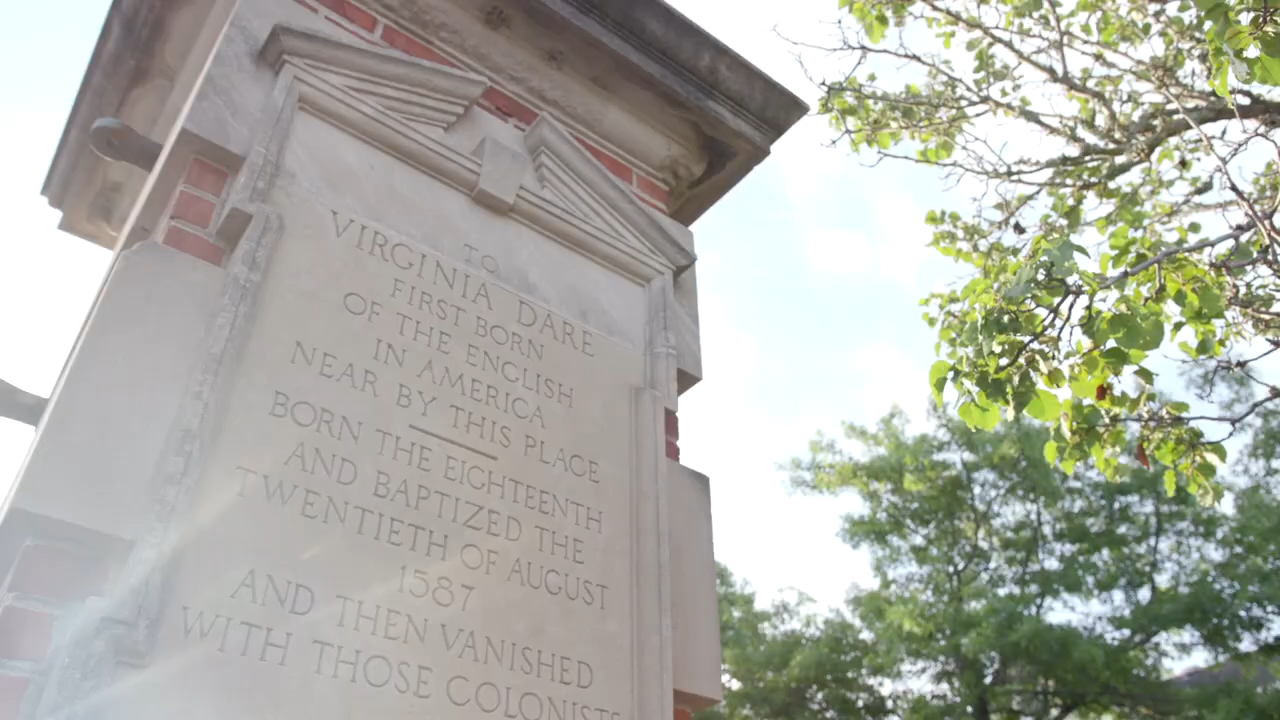 TO
VIRGINIA DARE
FIRST BORN
OF THE ENGLISH
IN AMERICA
NEAR BY THIS PLACE
BORN THE EIGHTEENTH
AND BAPTIZED THE
TWENTIETH OF AUGUST
1587
AND THEN VANISHED
WITH THOSE COLONISTS